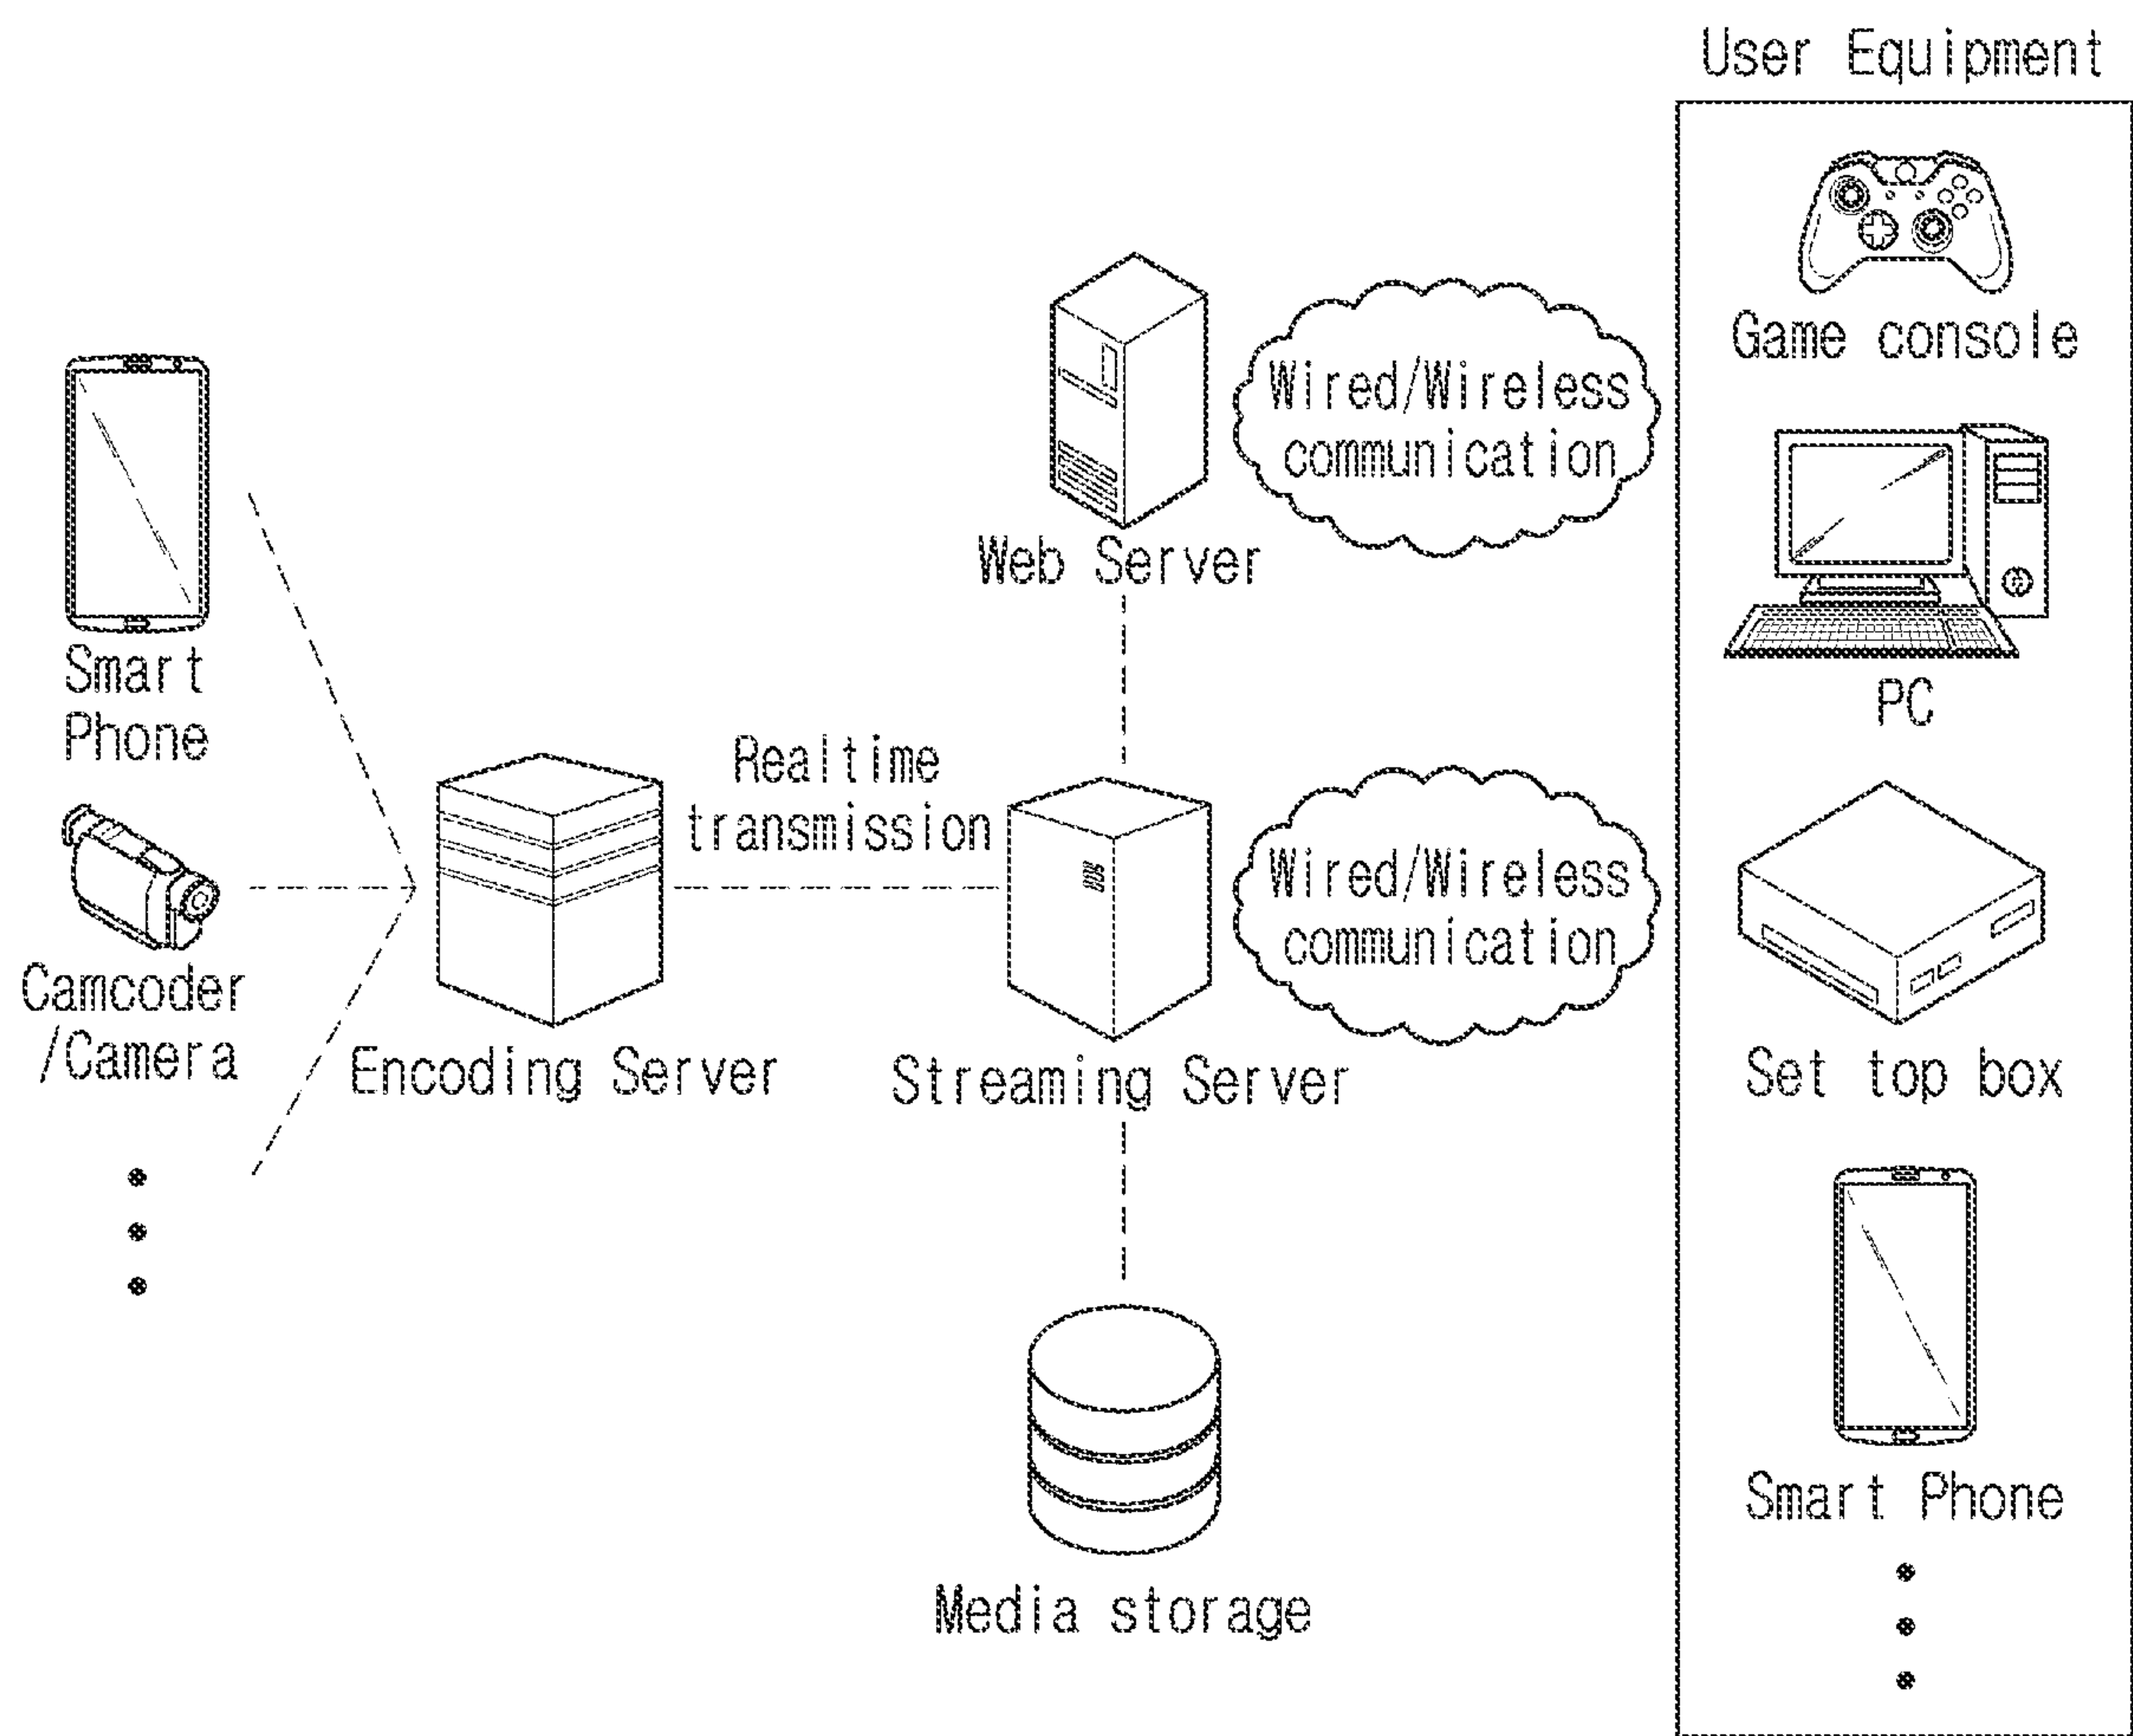 User Equipment
Game console
Wired/Wireless
communication
Web Server
Smart
Phone
PC
Realtime
transmission
Wired/Wireless
communication
Camcoder
/Camera
Encoding Server
Streaming Server
Set top box
Smart Phone
Media storage